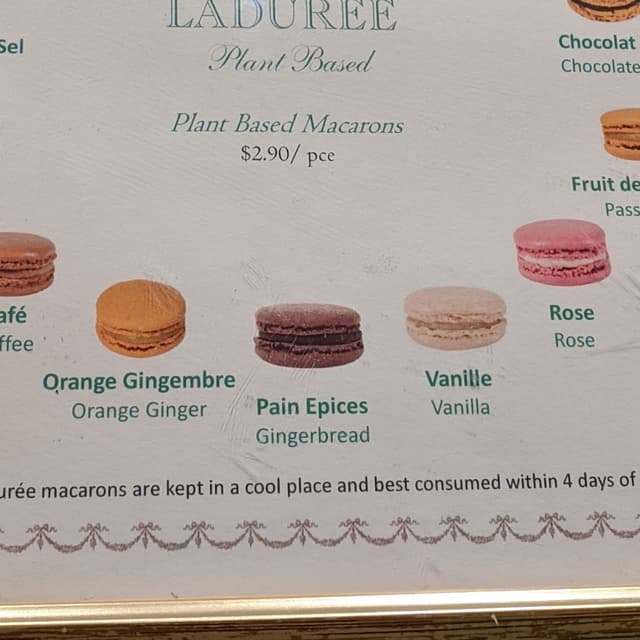 LADURÉE
Sel
Plant Based
Chocolat
Chocolate
Plant Based Macarons
$2.90/ pce
Fruit de
Pass
afé
ffee
Rose
Rose
Orange Gingembre
Orange Ginger
Pain Epices
Gingerbread
Vanille
Vanilla
urée macarons are kept in a cool place and best consumed within 4 days of